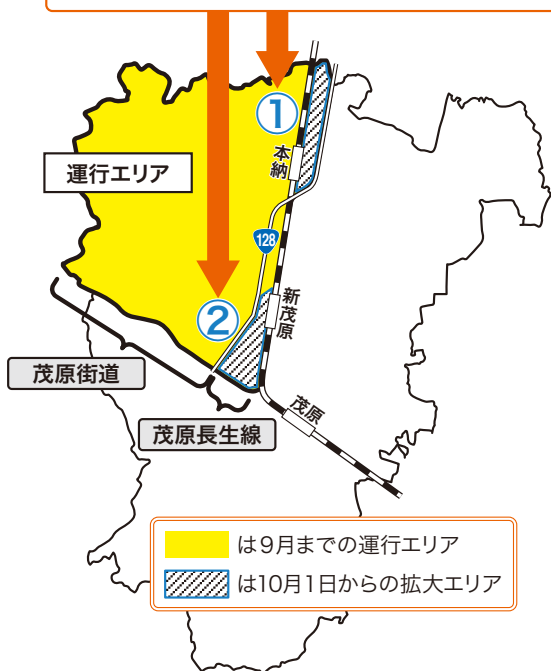 ①
本納
運行エリア
128
新茂原
②
茂原街道
茂原長生線
茂原
は9月までの運行エリア
は10月1日からの拡大エリア